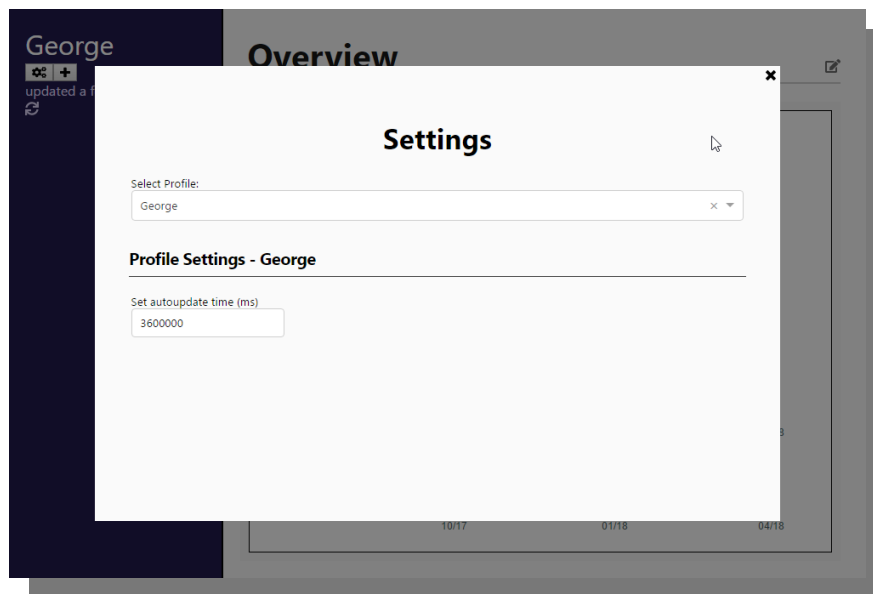 George
Overview
updated a f
Settings
Select Profile:
George
Profile Settings - George
Set autoupdate time (ms)
3600000
10/17
01/18
04/18